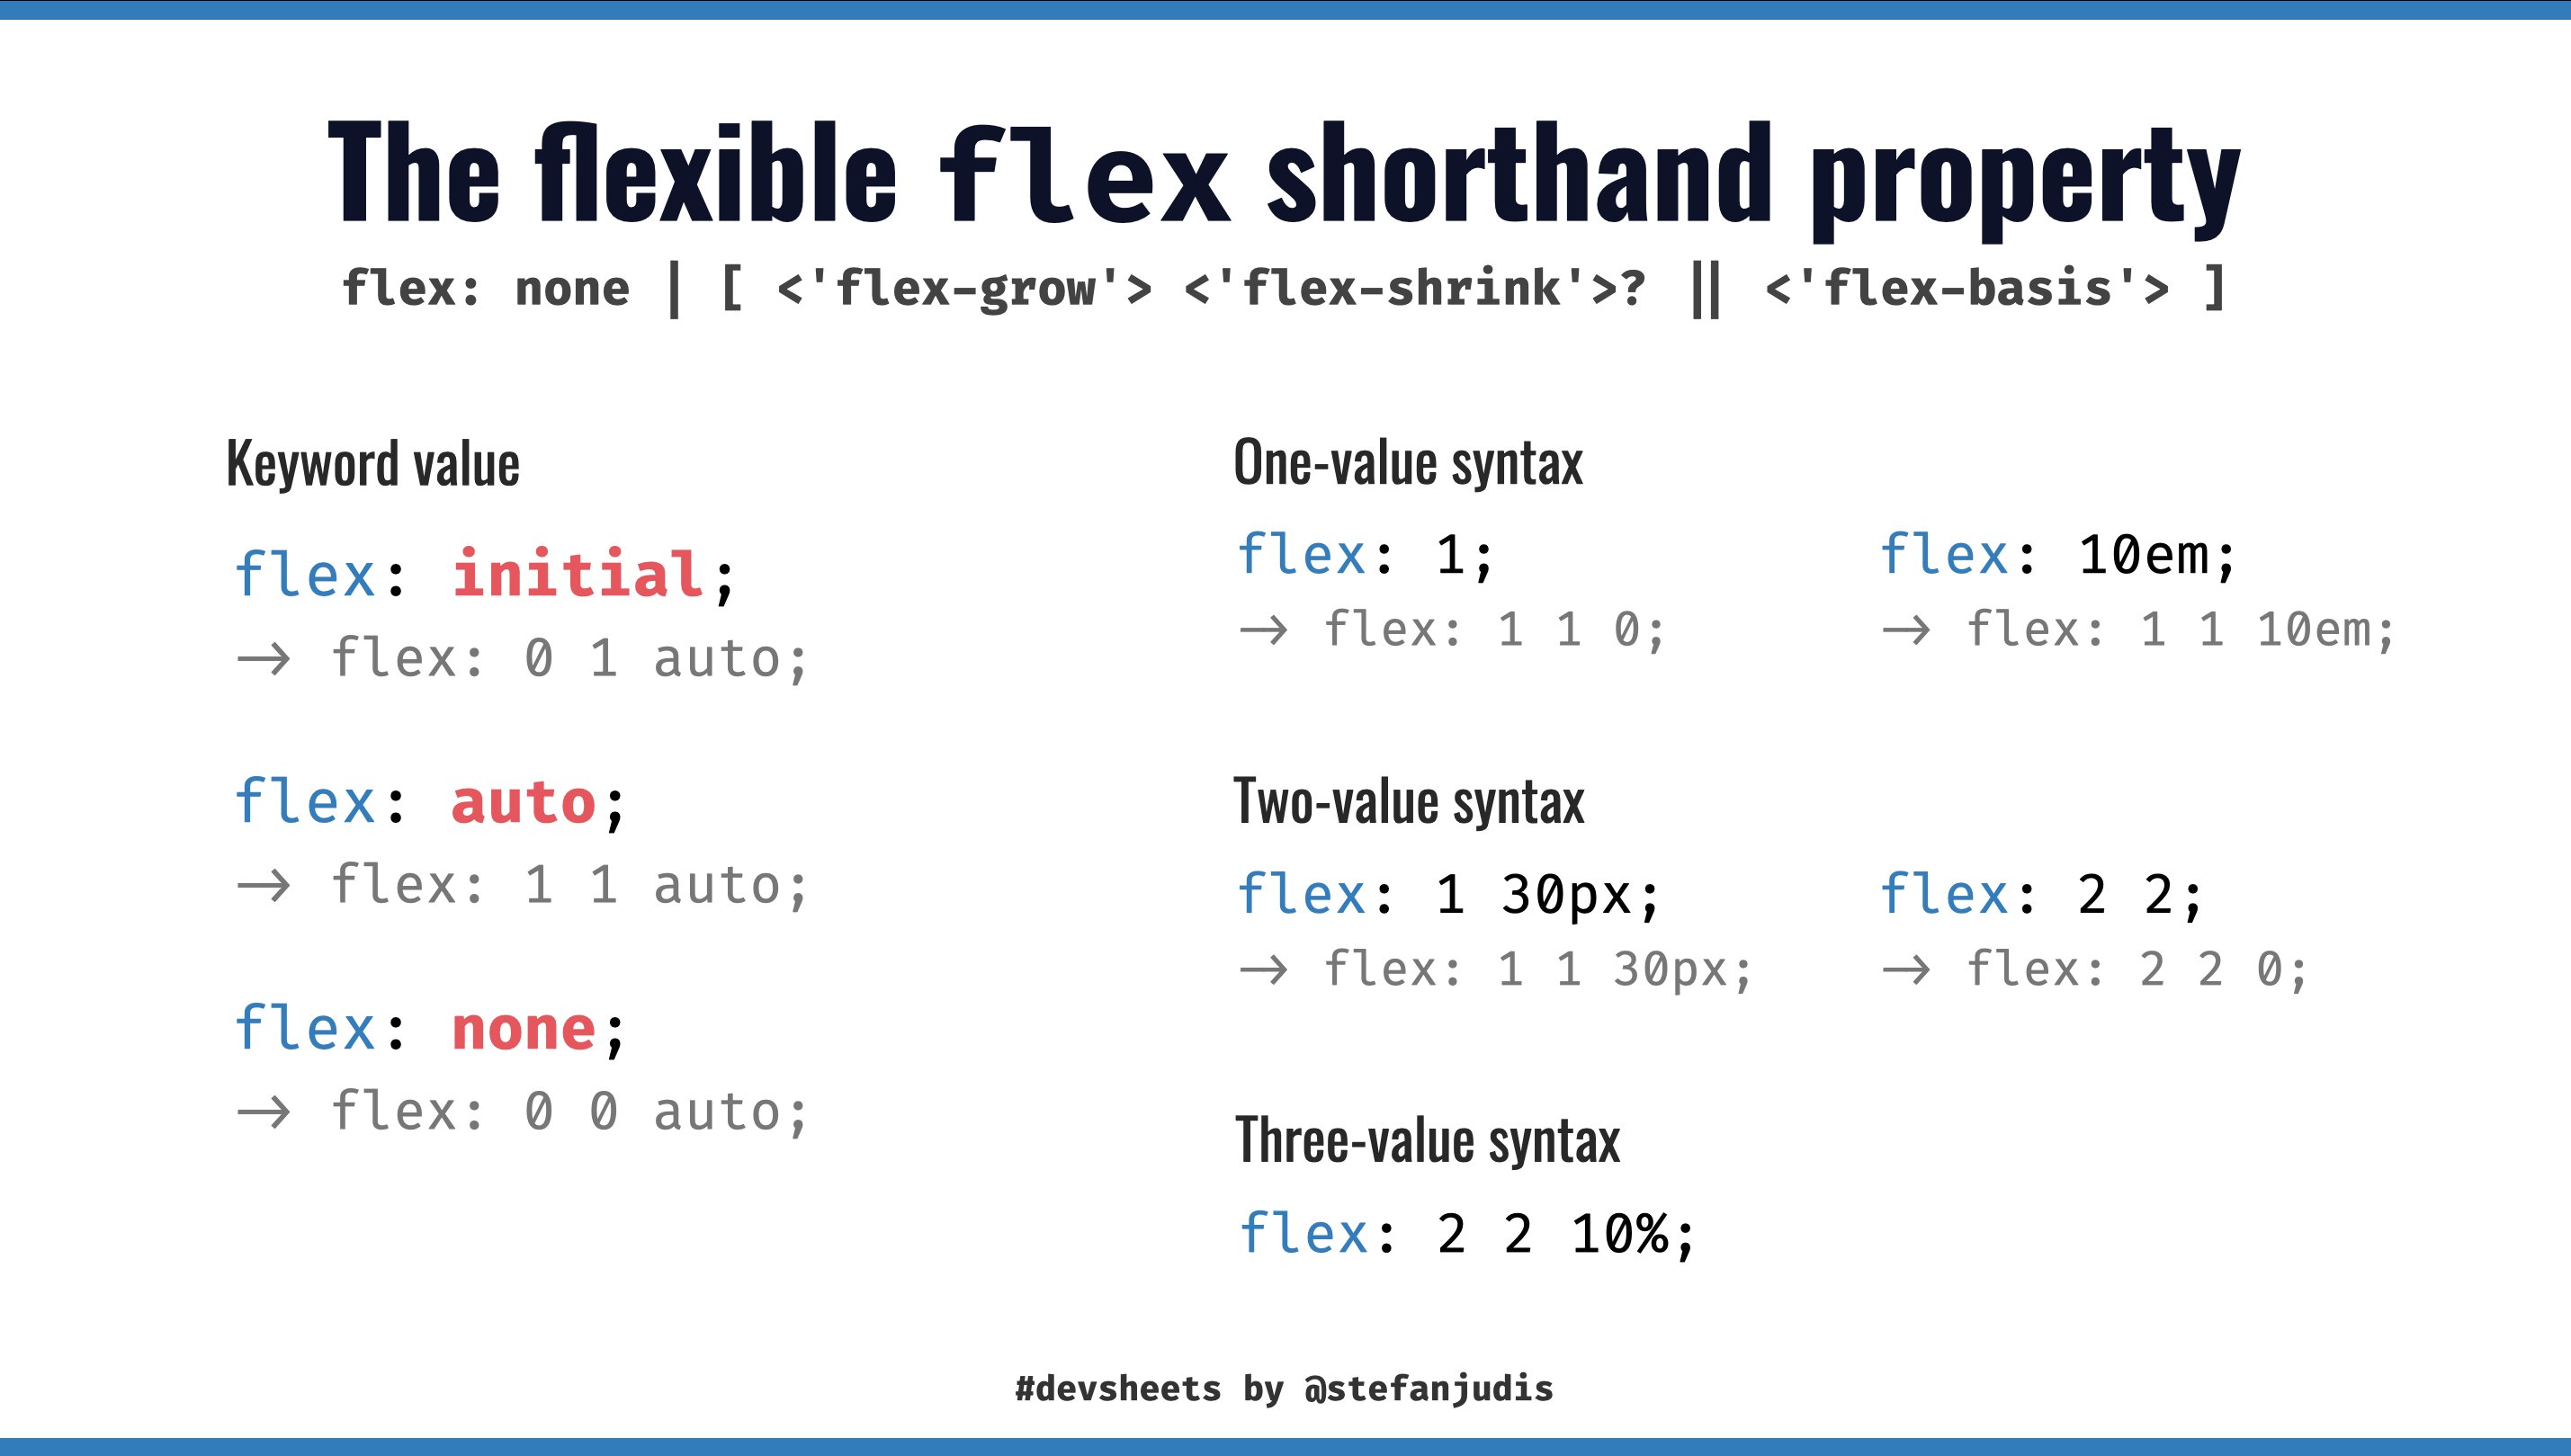 The flexible flex shorthand property
flex: none | [ <'flex-grow'> <'flex-shrink'>? || <'flex-basis'> ]
Keyword value
flex: initial;
→ flex: 0 1 auto;
flex: auto;
→ flex: 1 1 auto;
flex: none;
→ flex: 0 0 auto;
One-value syntax
flex: 1;
→ flex: 1 1 0;
flex: 10em;
→ flex: 1 1 10em;
Two-value syntax
flex: 1 30px;
→ flex: 1 1 30px;
flex: 2 2;
→ flex: 2 2 0;
Three-value syntax
flex: 2 2 10%;
#devsheets by @stefanjudis